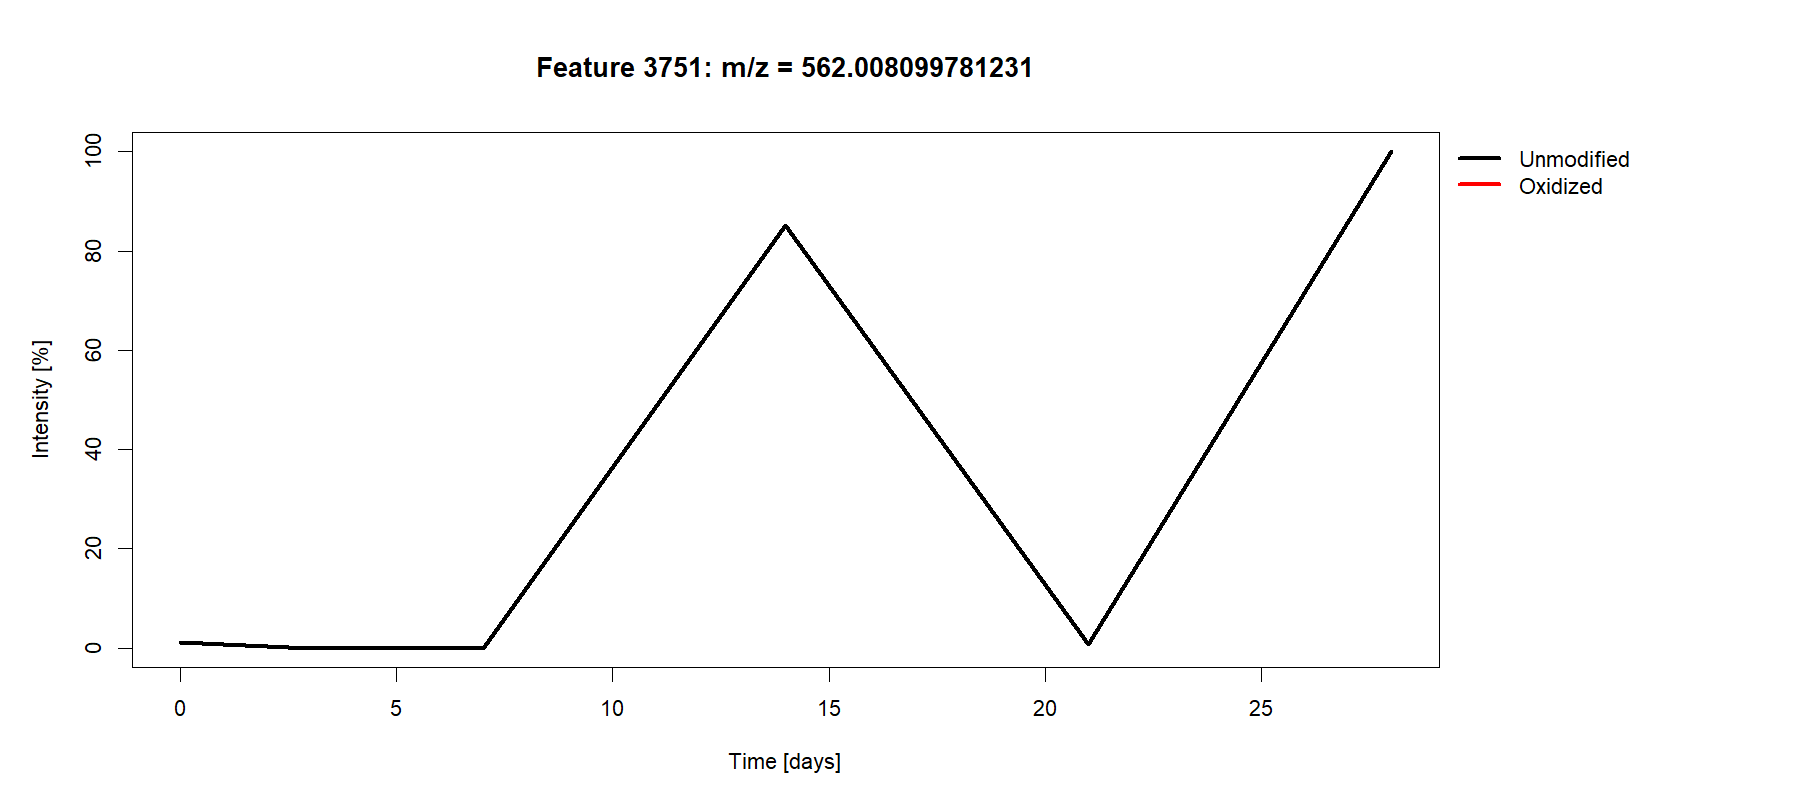 Feature 3751: m/z = 562.008099781231
100
80
60
40
20
0
Intensity [%]
0 5 10 15 20 25
Time [days]
Unmodified
Oxidized